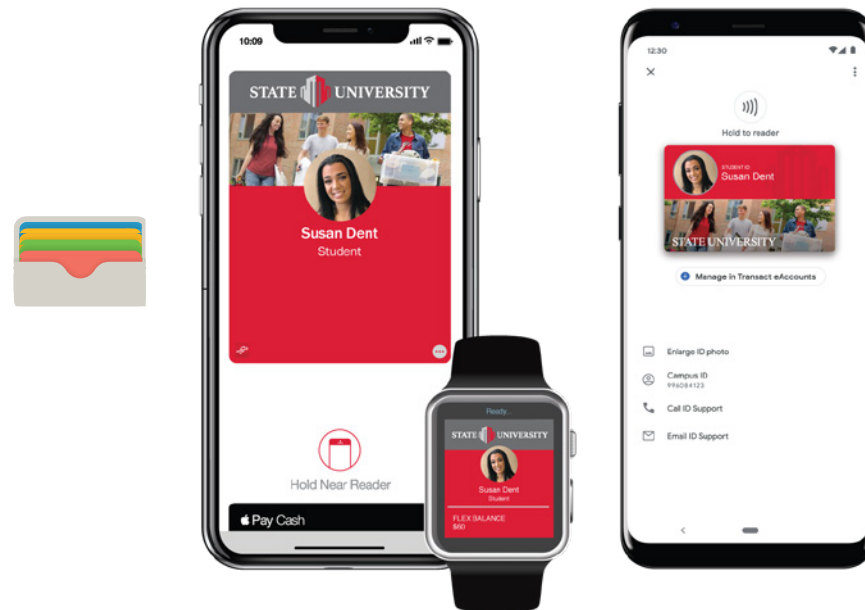 10:09
STATE UNIVERSITY
Susan Dent
Student
Hold Near Reader
Pay Cash
Ready...
STATE UNIVERSITY
Susan Dent
Student
FLEX BALANCE
$60
12:30
Hold to reader
STUDENT ID
Susan Dent
STATE UNIVERSITY
Manage in Transact eAccounts
Enlarge ID photo
Campus ID
996084123
Call ID Support
Email ID Support